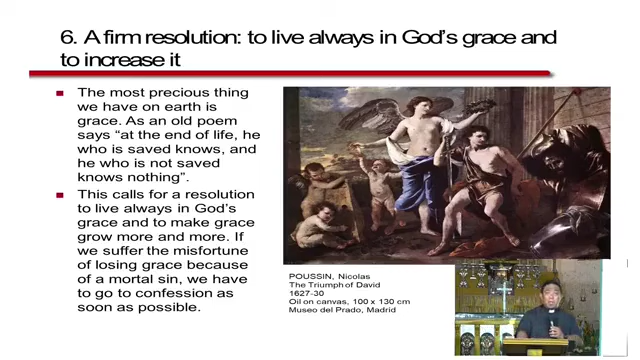 6. A firm resolution: to live always in God's grace and
to increase it
The most precious thing
we have on earth is
grace. As an old poem
says “at the end of life, he
who is saved knows, and
he who is not saved
knows nothing”.
This calls for a resolution
to live always in God's
grace and to make grace
grow more and more. If
we suffer the misfortune
of losing grace because
of a mortal sin, we have
to go to confession as
soon as possible.
POUSSIN, Nicolas
The Triumph of David
1627-30
Oil on canvas, 100 x 130 cm
Museo del Prado, Madrid